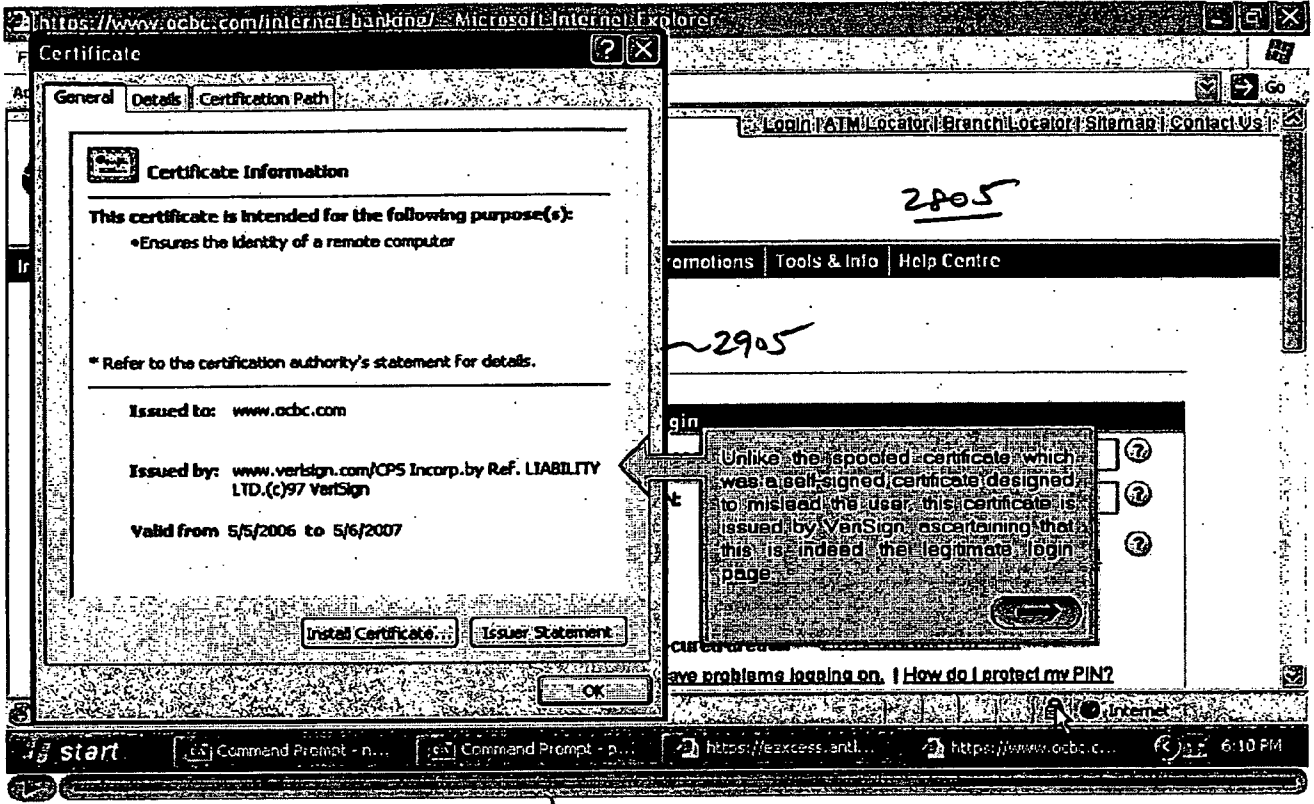 https://www.ocbc.com/internet-banking/ - Microsoft Internet Explorer
Certificate
General Details Certification Path
Go
Login | ATM Locator | Branch Locator | Sitemap | Contact Us |
Certificate Information
2805
This certificate is intended for the following purpose(s):
•Ensures the identity of a remote computer
romotions | Tools & Info | Help Centre
2905
* Refer to the certification authority's statement for details.
Issued to: www.ocbc.com
gin
Issued by: www.verisign.com/CPS Incorp.by Ref. LIABILITY
LTD.(c)97 VeriSign
Valid from 5/5/2006 to 5/6/2007
Unlike the spoofed certificate which
was a self-signed certificate designed
to mislead the user, this certificate is
issued by VeriSign ascertaining that
this is indeed the legitimate login
page.
Install Certificate... Issuer Statement
ave problems logging on. | How do I protect my PIN?
OK
Internet
start Command Prompt - n... Command Prompt - p... https://ezxcess.anti... https://www.ocbc.c... 6:10 PM